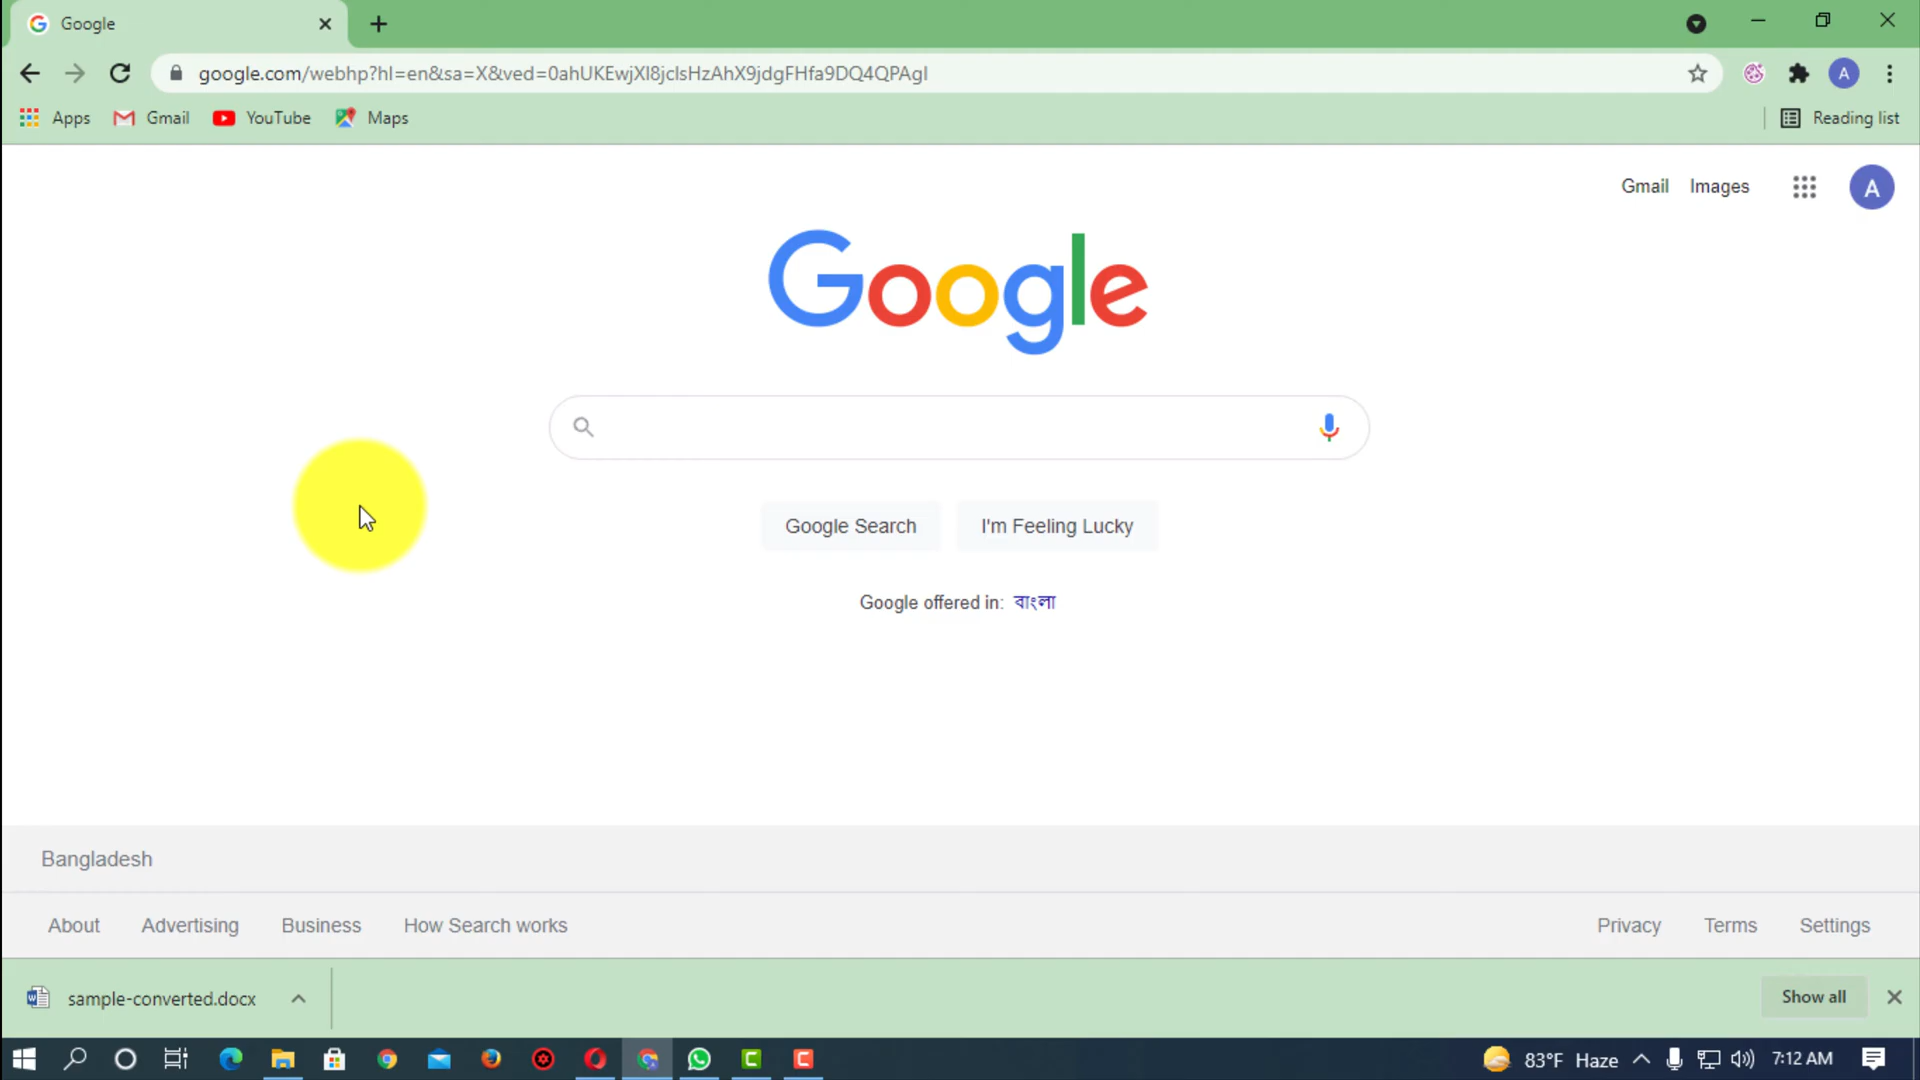 Google
google.com/webhp?hl=en&sa=X&ved=0ahUKEwjXl8jclsHzAhX9jdgFHfa9DQ4QPAgI
A
Apps Gmail YouTube Maps Reading list
Gmail Images A
Google
Google Search I'm Feeling Lucky
Google offered in: বাংলা
Bangladesh
About Advertising Business How Search works Privacy Terms Settings
sample-converted.docx Show all
83°F Haze 7:12 AM